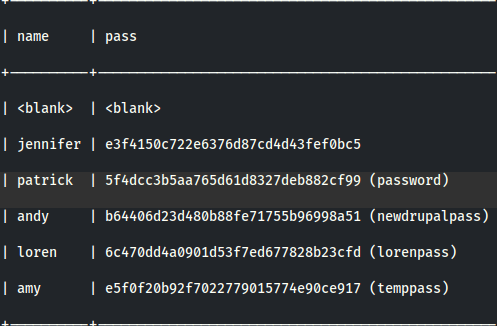 +----------+--------------------------------------------------
| name     | pass
+----------+--------------------------------------------------
| <blank>  | <blank>
| jennifer | e3f4150c722e6376d87cd4d43fef0bc5
| patrick  | 5f4dcc3b5aa765d61d8327deb882cf99 (password)
| andy     | b64406d23d480b88fe71755b96998a51 (newdrupalpass)
| loren    | 6c470dd4a0901d53f7ed677828b23cfd (lorenpass)
| amy      | e5f0f20b92f7022779015774e90ce917 (temppass)
+----------+--------------------------------------------------